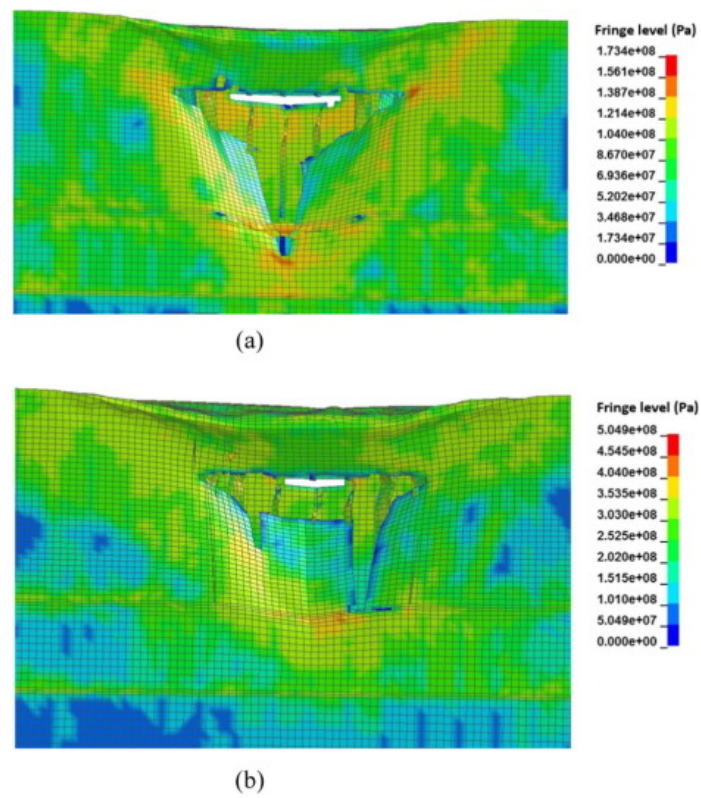 Fringe level (Pa)
1.734e+08
1.561e+08
1.387e+08
1.214e+08
1.040e+08
8.670e+07
6.936e+07
5.202e+07
3.468e+07
1.734e+07
0.000e+00
(a)
Fringe level (Pa)
5.049e+08
4.545e+08
4.040e+08
3.535e+08
3.030e+08
2.525e+08
2.020e+08
1.515e+08
1.010e+08
5.049e+07
0.000e+00
(b)